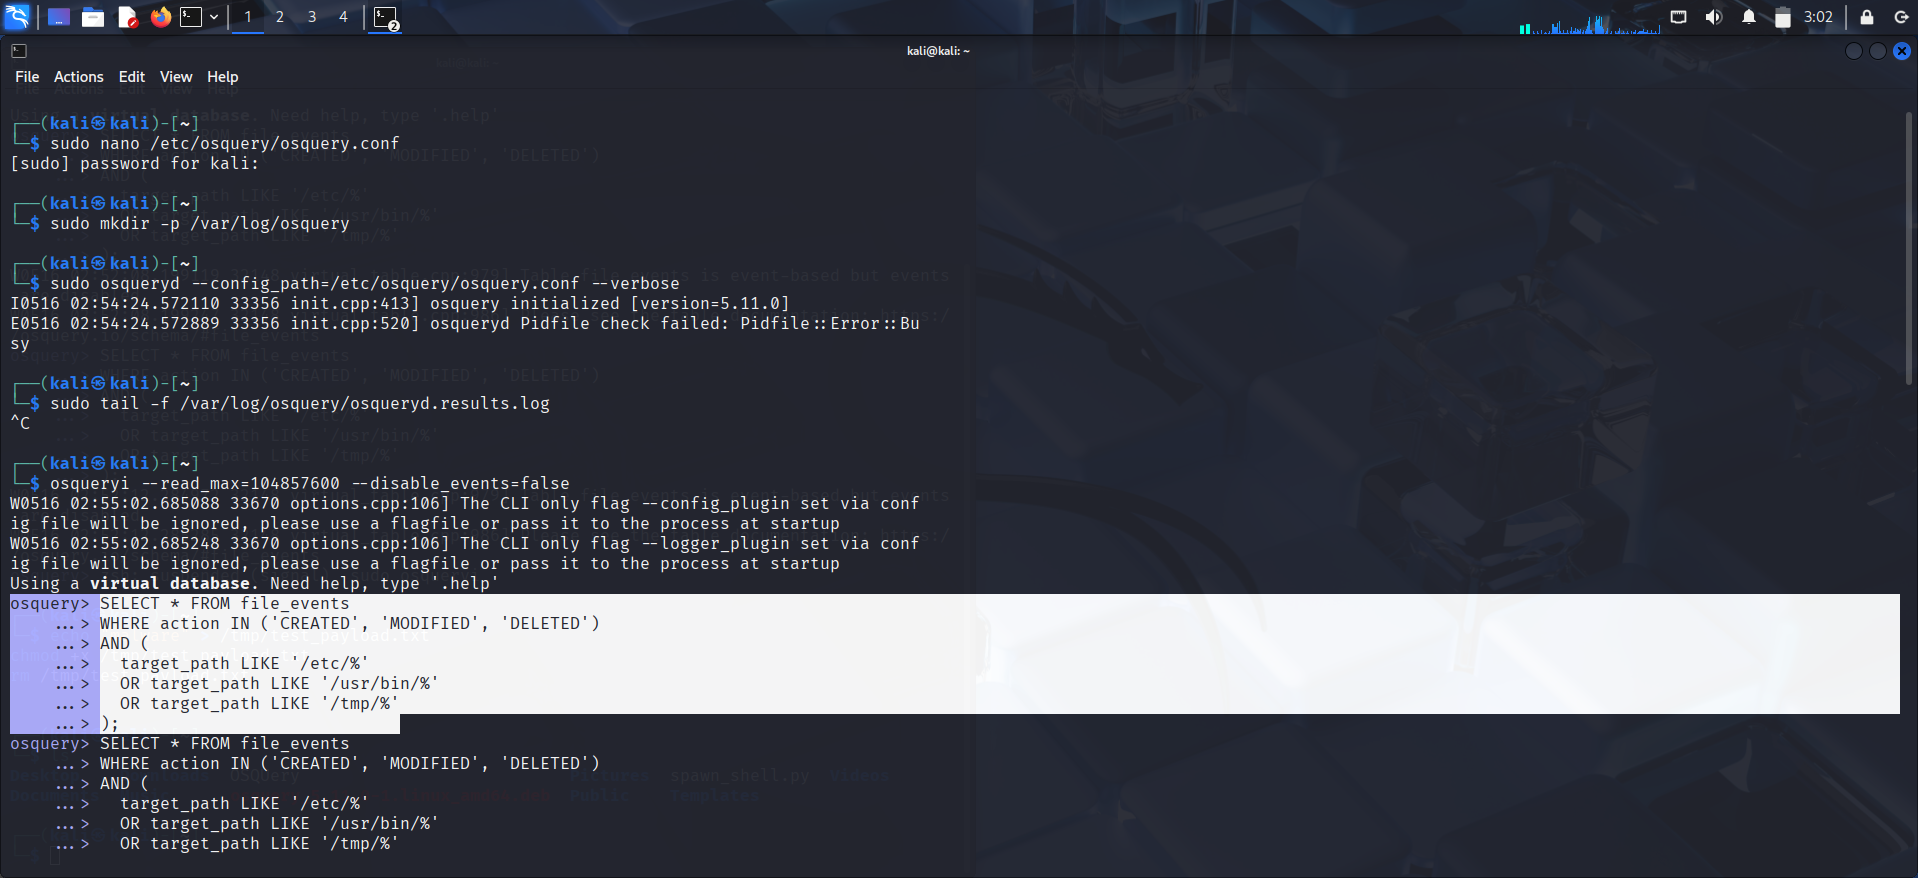 1 2 3 4 2 3:02
kali@kali: ~
File Actions Edit View Help
┌──(kali㉿kali)-[~]
└─$ sudo nano /etc/osquery/osquery.conf
[sudo] password for kali:
┌──(kali㉿kali)-[~]
└─$ sudo mkdir -p /var/log/osquery
┌──(kali㉿kali)-[~]
└─$ sudo osqueryd --config_path=/etc/osquery/osquery.conf --verbose
I0516 02:54:24.572110 33356 init.cpp:413] osquery initialized [version=5.11.0]
E0516 02:54:24.572889 33356 init.cpp:520] osqueryd Pidfile check failed: Pidfile::Error::Bu
sy
┌──(kali㉿kali)-[~]
└─$ sudo tail -f /var/log/osquery/osqueryd.results.log
^C
┌──(kali㉿kali)-[~]
└─$ osqueryi --read_max=104857600 --disable_events=false
W0516 02:55:02.685088 33670 options.cpp:106] The CLI only flag --config_plugin set via conf
ig file will be ignored, please use a flagfile or pass it to the process at startup
W0516 02:55:02.685248 33670 options.cpp:106] The CLI only flag --logger_plugin set via conf
ig file will be ignored, please use a flagfile or pass it to the process at startup
Using a virtual database. Need help, type '.help'
osquery> SELECT * FROM file_events
...> WHERE action IN ('CREATED', 'MODIFIED', 'DELETED')
...> AND (
...> target_path LIKE '/etc/%'
...> OR target_path LIKE '/usr/bin/%'
...> OR target_path LIKE '/tmp/%'
...> );
osquery> SELECT * FROM file_events
...> WHERE action IN ('CREATED', 'MODIFIED', 'DELETED')
...> AND (
...> target_path LIKE '/etc/%'
...> OR target_path LIKE '/usr/bin/%'
...> OR target_path LIKE '/tmp/%'